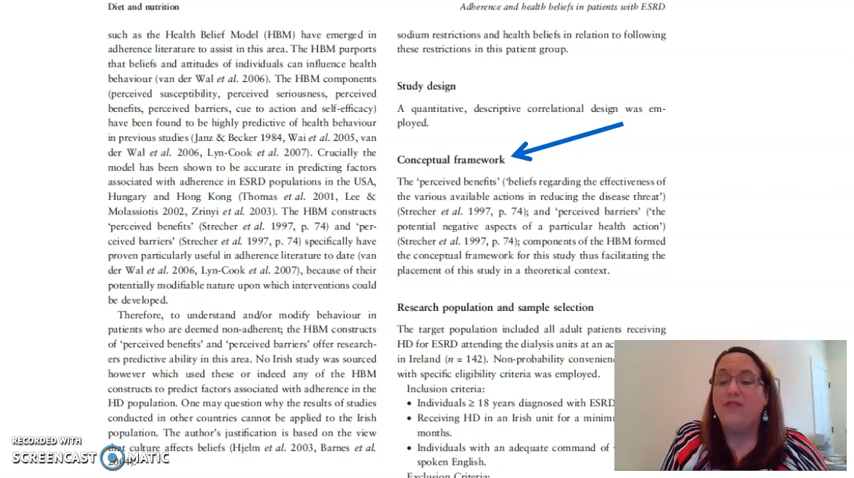 Diet and nutrition
Adherence and health beliefs in patients with ESRD
such as the Health Belief Model (HBM) have emerged in
adherence literature to assist in this area. The HBM purports
that beliefs and attitudes of individuals can influence health
behaviour (van der Wal et al. 2006). The HBM components
(perceived susceptibility, perceived seriousness, perceived
benefits, perceived barriers, cue to action and self-efficacy)
have been found to be highly predictive of health behaviour
in previous studies (Janz & Becker 1984, Wai et al. 2005, van
der Wal et al. 2006, Lyn-Cook et al. 2007). Crucially the
model has been shown to be accurate in predicting factors
associated with adherence in ESRD populations in the USA,
Hungary and Hong Kong (Thomas et al. 2001, Lee &
Molassiotis 2002, Zrinyi et al. 2003). The HBM constructs
'perceived benefits' (Strecher et al. 1997, p. 74) and 'per-
ceived barriers' (Strecher et al. 1997, p. 74) specifically have
proven particularly useful in adherence literature to date (van
der Wal et al. 2006, Lyn-Cook et al. 2007), because of their
potentially modifiable nature upon which interventions could
be developed.
Therefore, to understand and/or modify behaviour in
patients who are deemed non-adherent; the HBM constructs
of 'perceived benefits' and 'perceived barriers' offer research-
ers predictive ability in this area. No Irish study was sourced
however which used these or indeed any of the HBM
constructs to predict factors associated with adherence in the
HD population. One may question why the results of studies
conducted in other countries cannot be applied to the Irish
population. The author's justification is based on the view
that culture affects beliefs (Hjelm et al. 2003, Barnes et al.
2004).
sodium restrictions and health beliefs in relation to following
these restrictions in this patient group.
Study design
A quantitative, descriptive correlational design was em-
ployed.
Conceptual framework
The 'perceived benefits' ('beliefs regarding the effectiveness of
the various available actions in reducing the disease threat')
(Strecher et al. 1997, p. 74); and 'perceived barriers' ('the
potential negative aspects of a particular health action')
(Strecher et al. 1997, p. 74); components of the HBM formed
the conceptual framework for this study thus facilitating the
placement of this study in a theoretical context.
Research population and sample selection
The target population included all adult patients receiving
HD for ESRD attending the dialysis units at an
in Ireland (n = 142). Non-probability
with specific eligibility criteria was employed.
Inclusion criteria:
• Individuals ≥ 18 years diagnosed with ESRD
• Receiving HD in an Irish unit for a
months.
• Individuals with an adequate command of
spoken English.
Exclusion Criteria:
RECORDED WITH
SCREENCAST MATIC